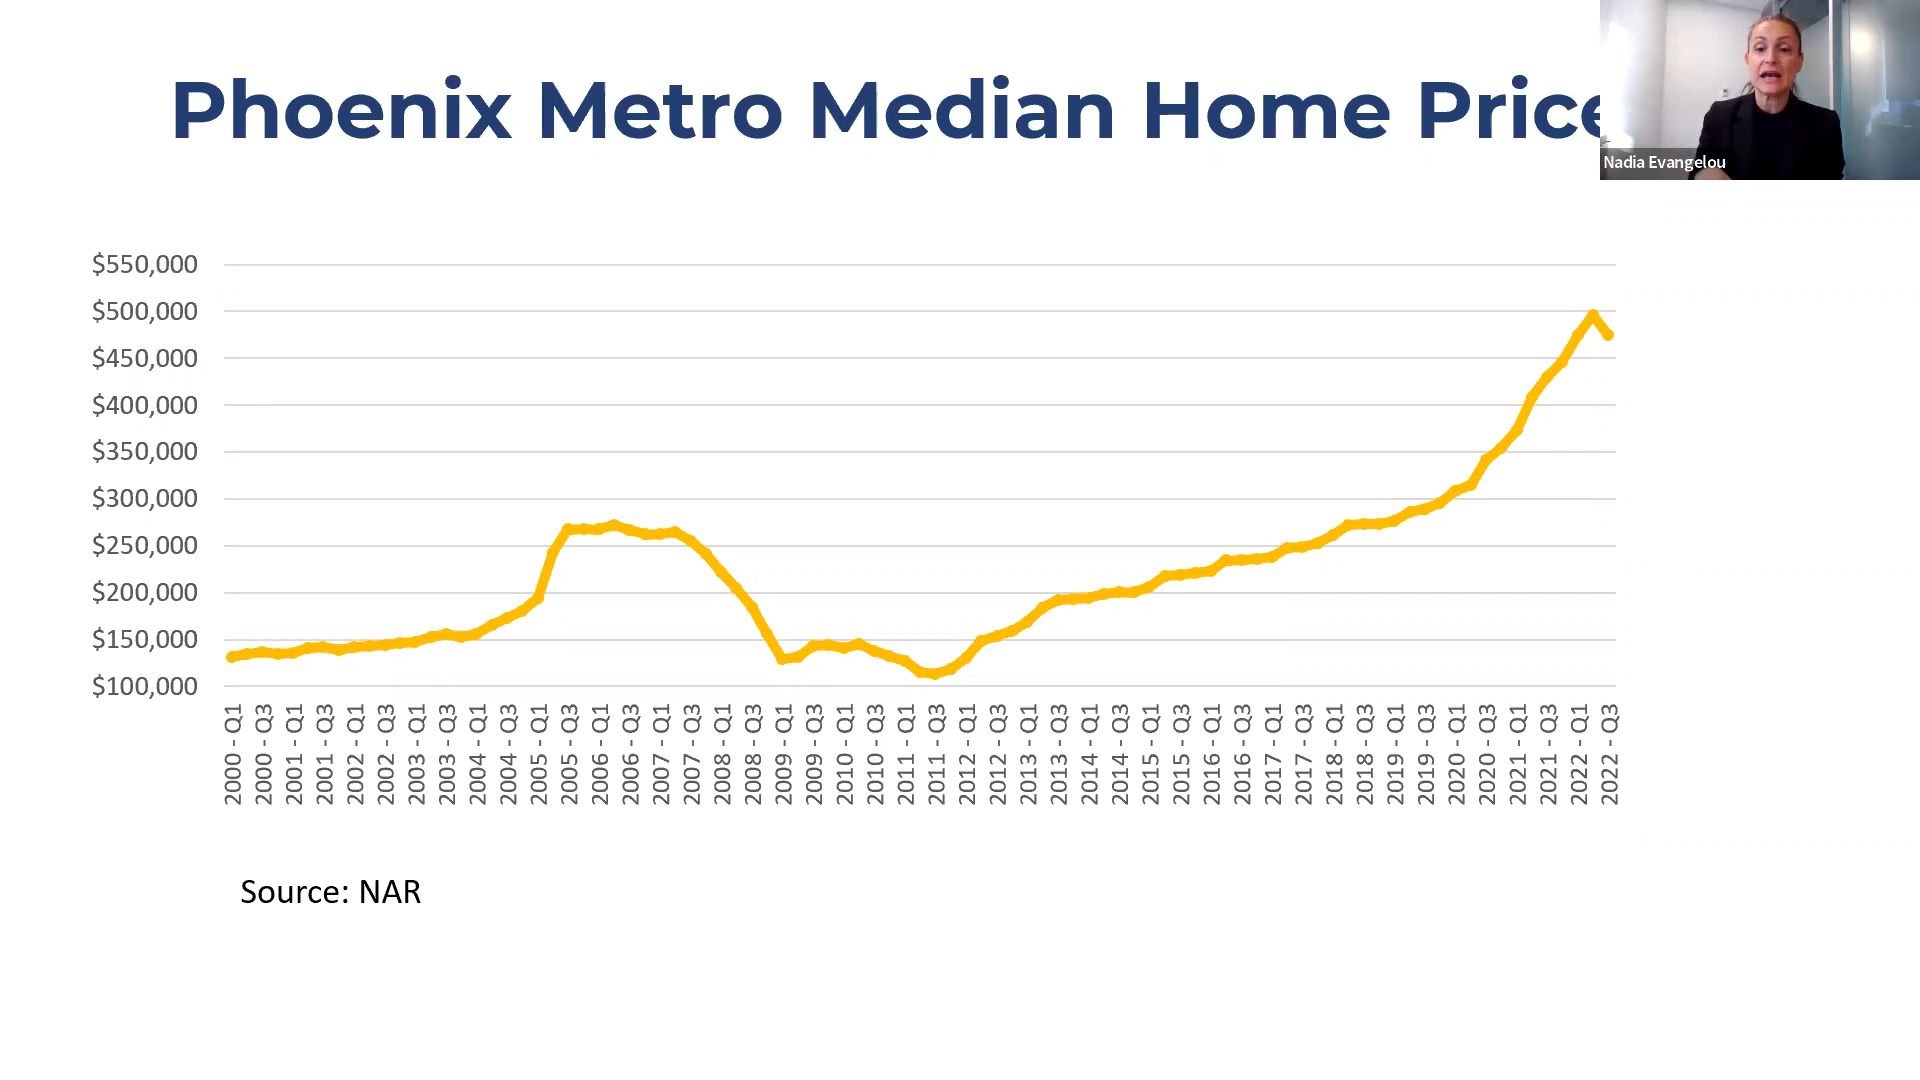 Phoenix Metro Median Home Price
Nadia Evangelou
$550,000
$500,000
$450,000
$400,000
$350,000
$300,000
$250,000
$200,000
$150,000
$100,000
2000 - Q1
2000 - Q3
2001 - Q1
2001 - Q3
2002 - Q1
2002 - Q3
2003 - Q1
2003 - Q3
2004 - Q1
2004 - Q3
2005 - Q1
2005 - Q3
2006 - Q1
2006 - Q3
2007 - Q1
2007 - Q3
2008 - Q1
2008 - Q3
2009 - Q1
2009 - Q3
2010 - Q1
2010 - Q3
2011 - Q1
2011 - Q3
2012 - Q1
2012 - Q3
2013 - Q1
2013 - Q3
2014 - Q1
2014 - Q3
2015 - Q1
2015 - Q3
2016 - Q1
2016 - Q3
2017 - Q1
2017 - Q3
2018 - Q1
2018 - Q3
2019 - Q1
2019 - Q3
2020 - Q1
2020 - Q3
2021 - Q1
2021 - Q3
2022 - Q1
2022 - Q3
Source: NAR